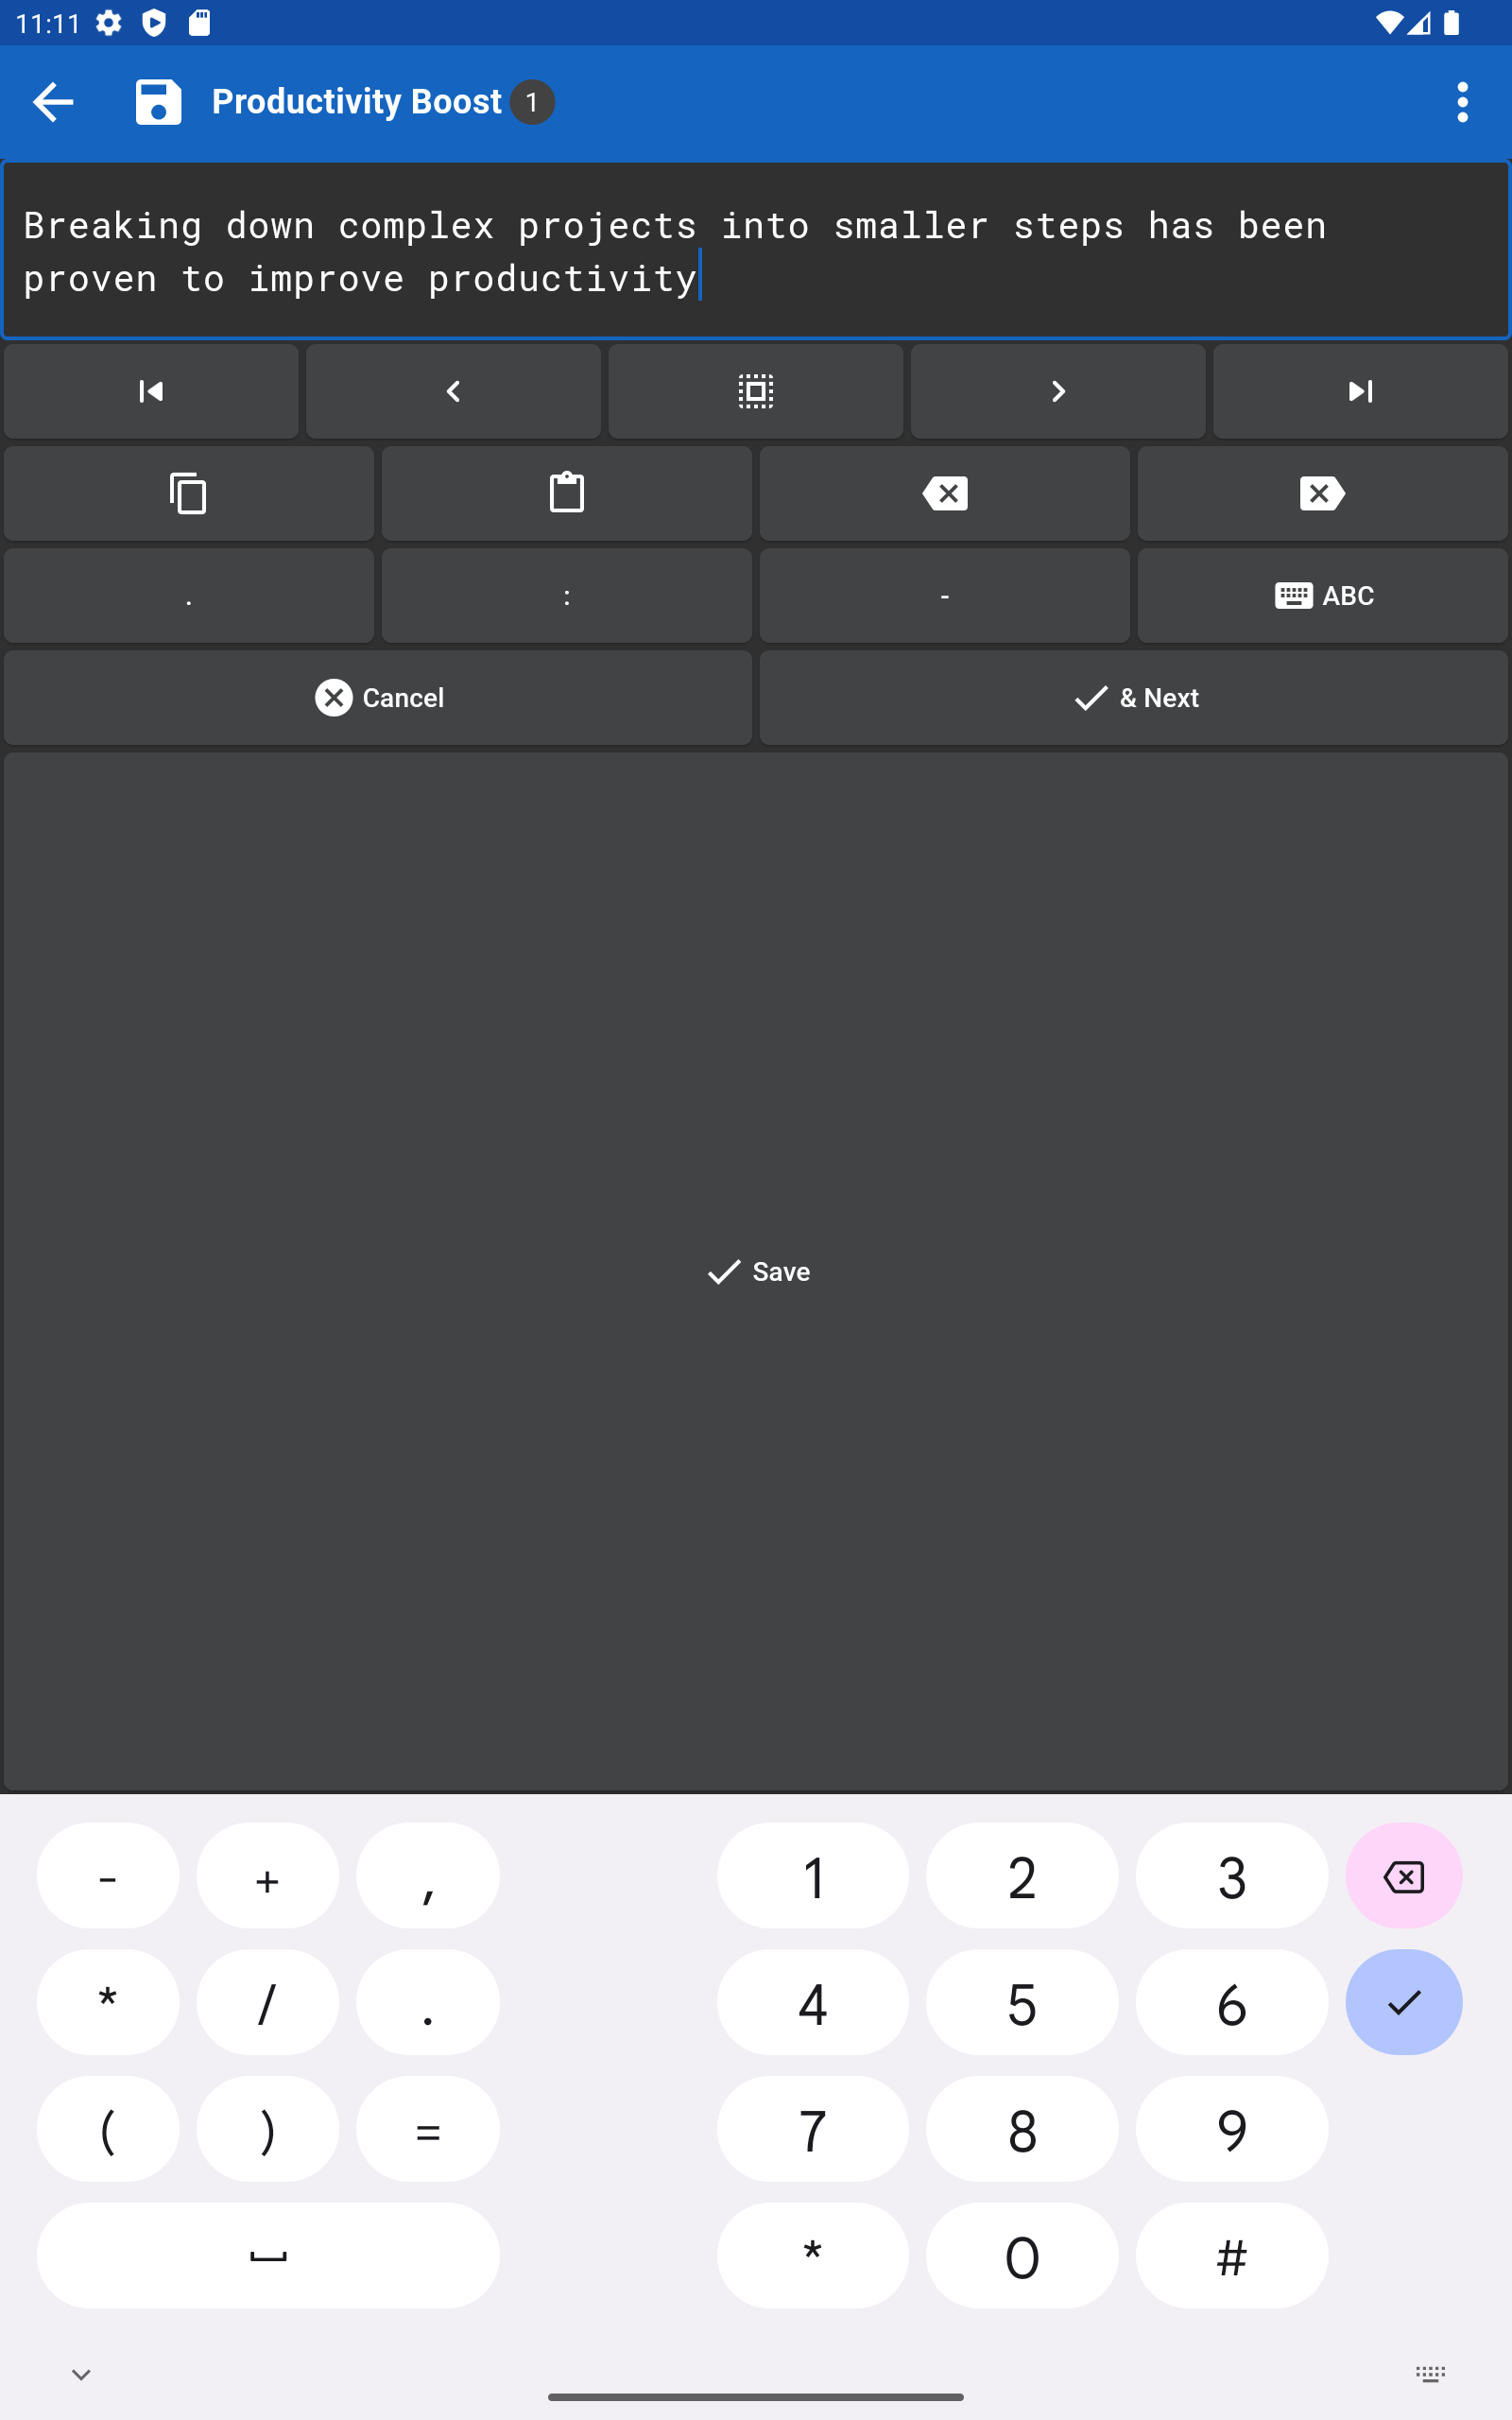 11:11
Productivity Boost 1
Breaking down complex projects into smaller steps has been
proven to improve productivity
. : - ABC
Cancel & Next
Save
- + , 1 2 3
* / . 4 5 6
( ) = 7 8 9
* 0 #